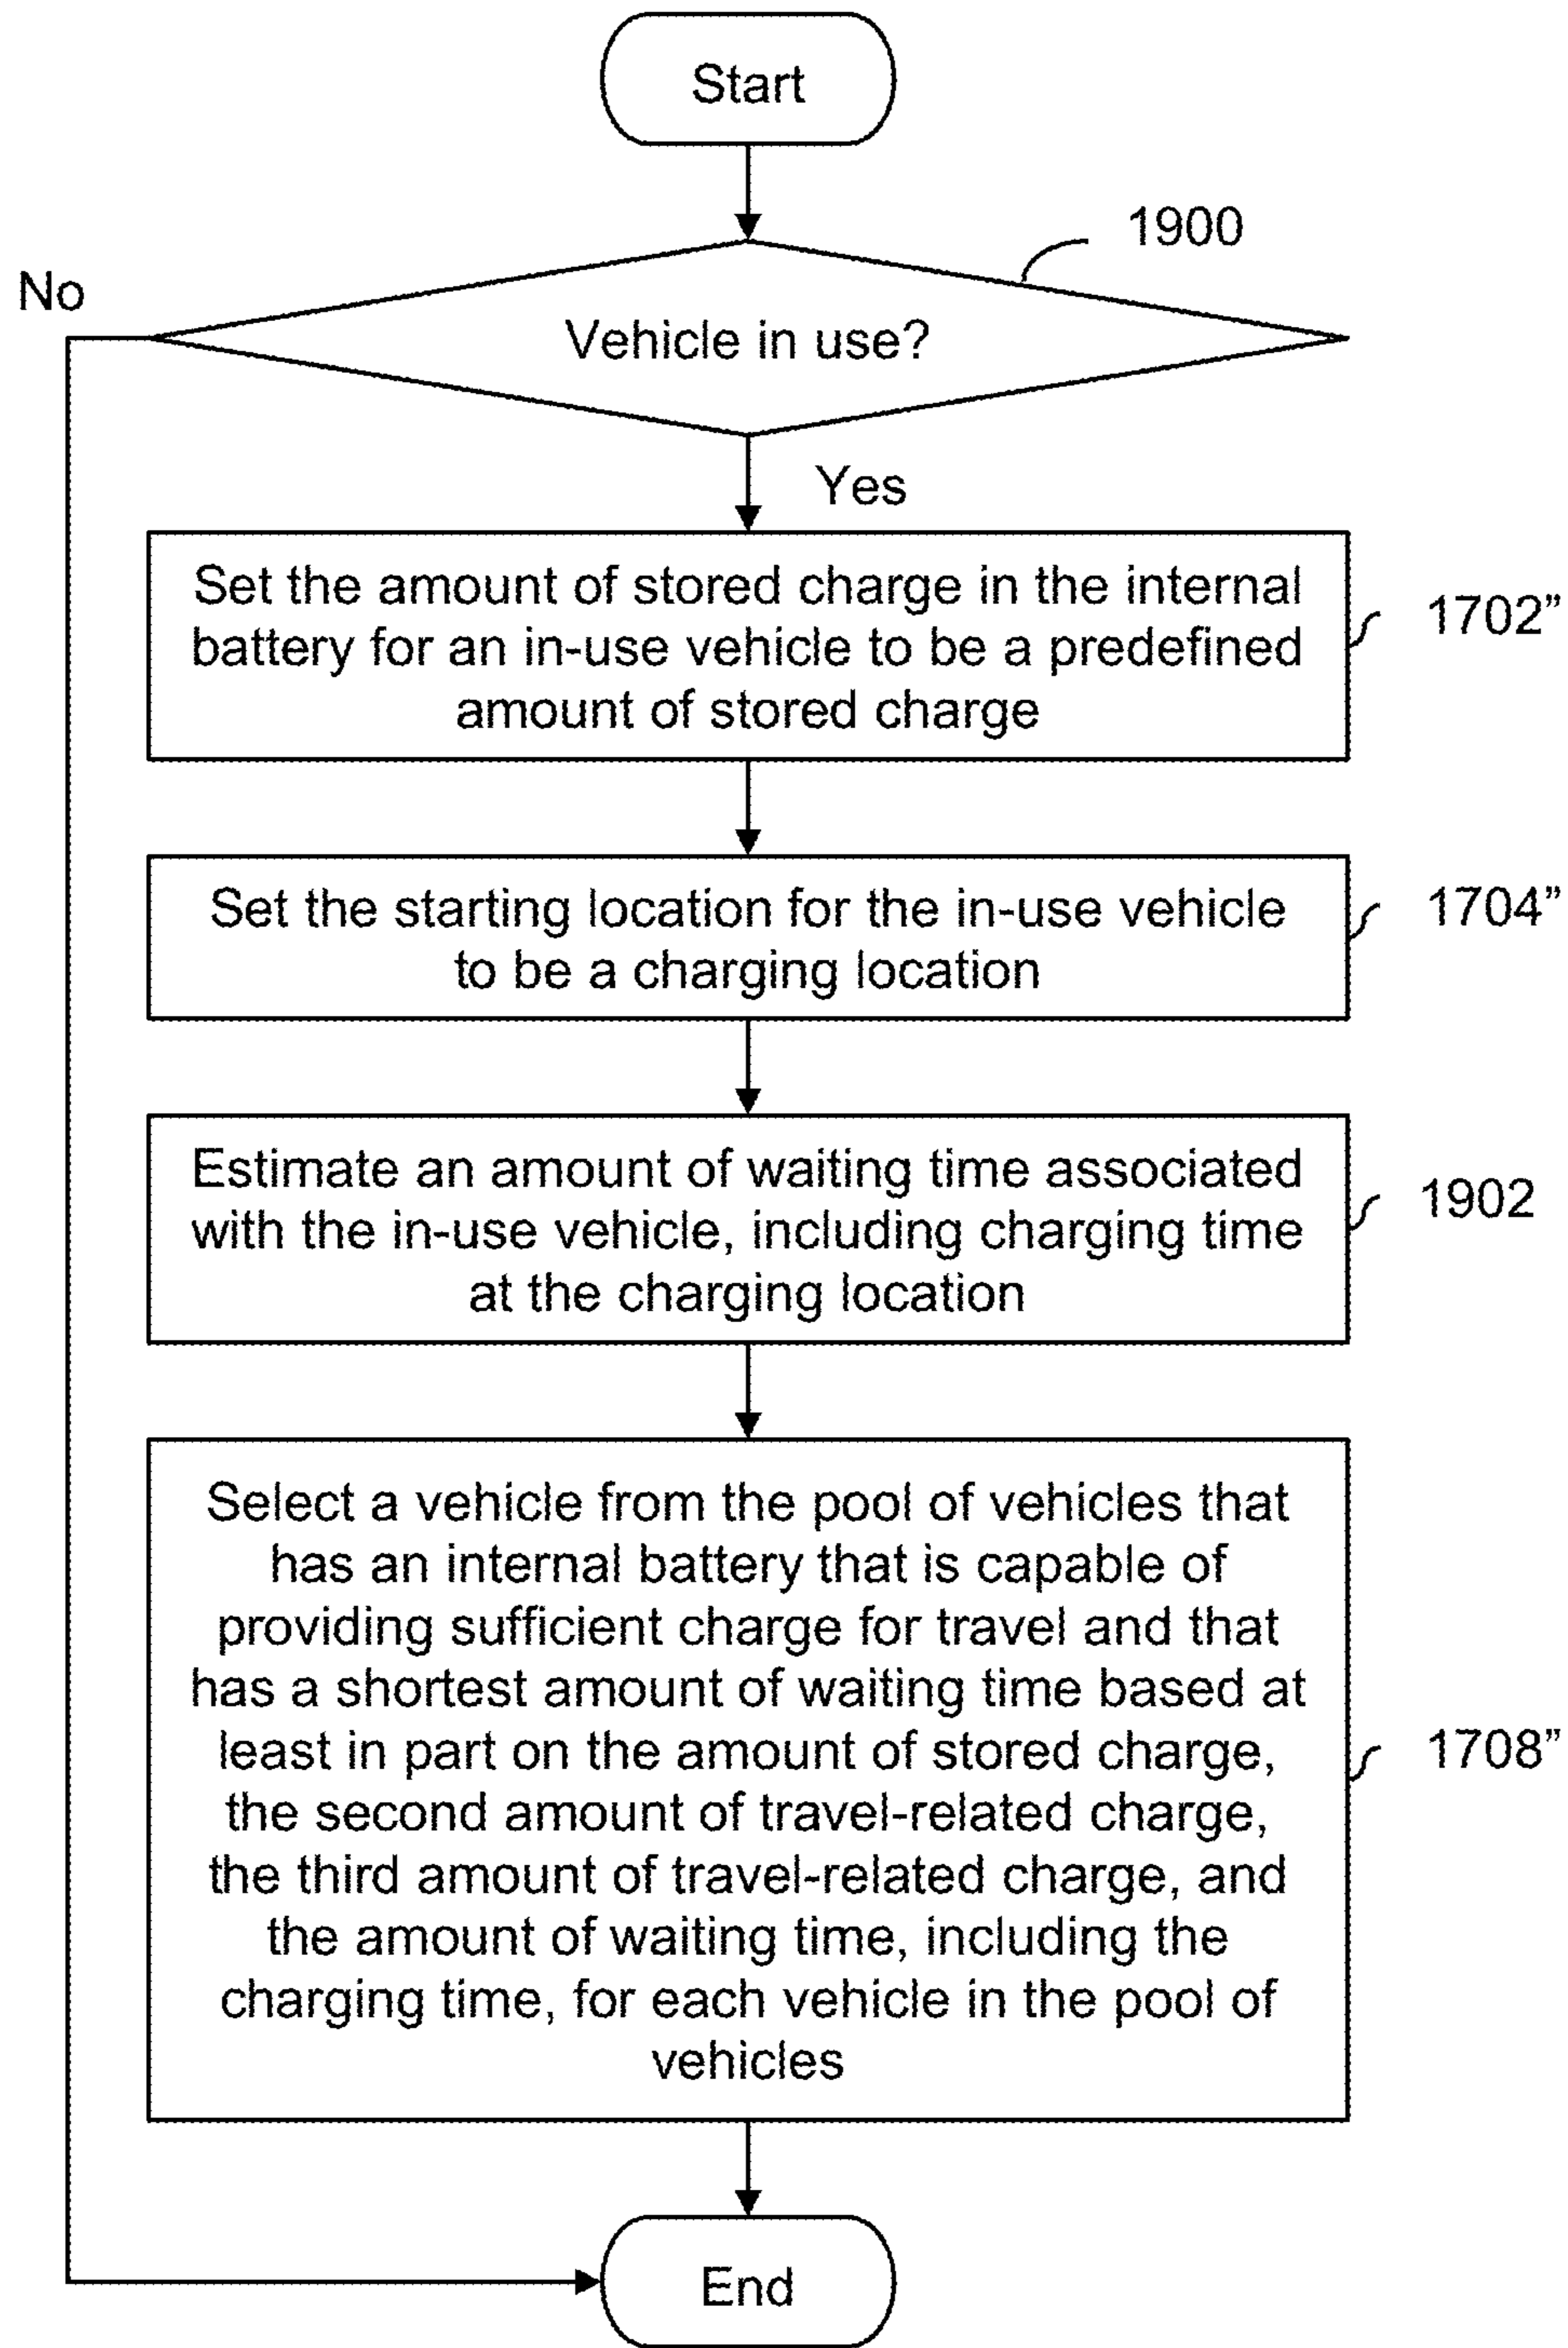 Start
1900
No
Vehicle in use?
Yes
Set the amount of stored charge in the internal
battery for an in-use vehicle to be a predefined
amount of stored charge
1702”
Set the starting location for the in-use vehicle
to be a charging location
1704”
Estimate an amount of waiting time associated
with the in-use vehicle, including charging time
at the charging location
1902
Select a vehicle from the pool of vehicles that
has an internal battery that is capable of
providing sufficient charge for travel and that
has a shortest amount of waiting time based at
least in part on the amount of stored charge,
the second amount of travel-related charge,
the third amount of travel-related charge, and
the amount of waiting time, including the
charging time, for each vehicle in the pool of
vehicles
1708”
End